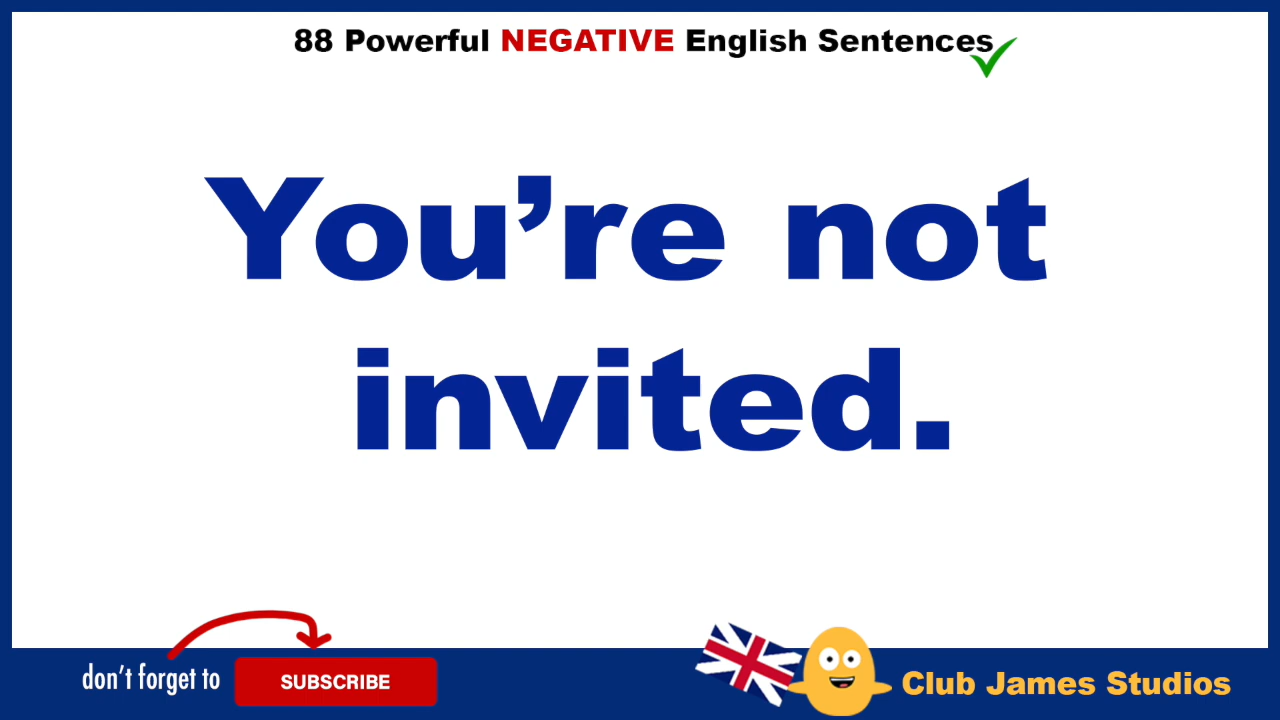 88 Powerful NEGATIVE English Sentences
You’re not
invited.
don’t forget to
SUBSCRIBE
Club James Studios